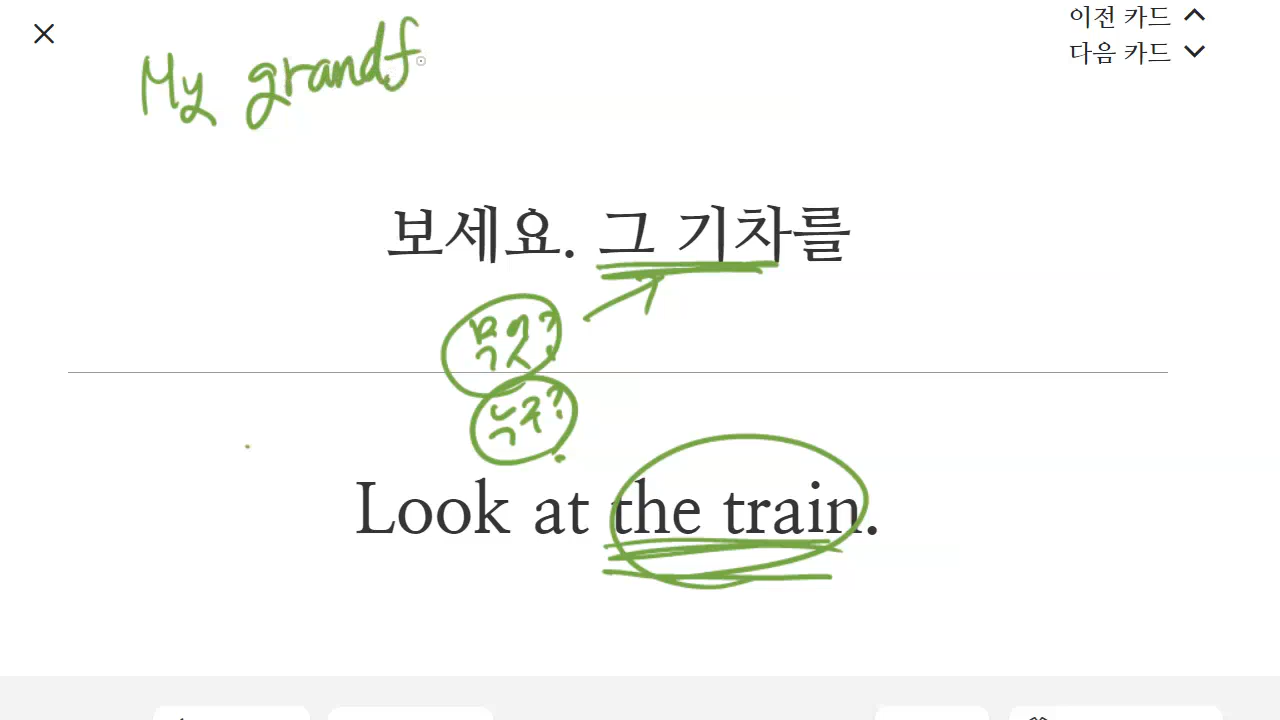 이전 카드
다음 카드
My grandf
보세요. 그 기차를
무엇?
누구?
Look at the train.